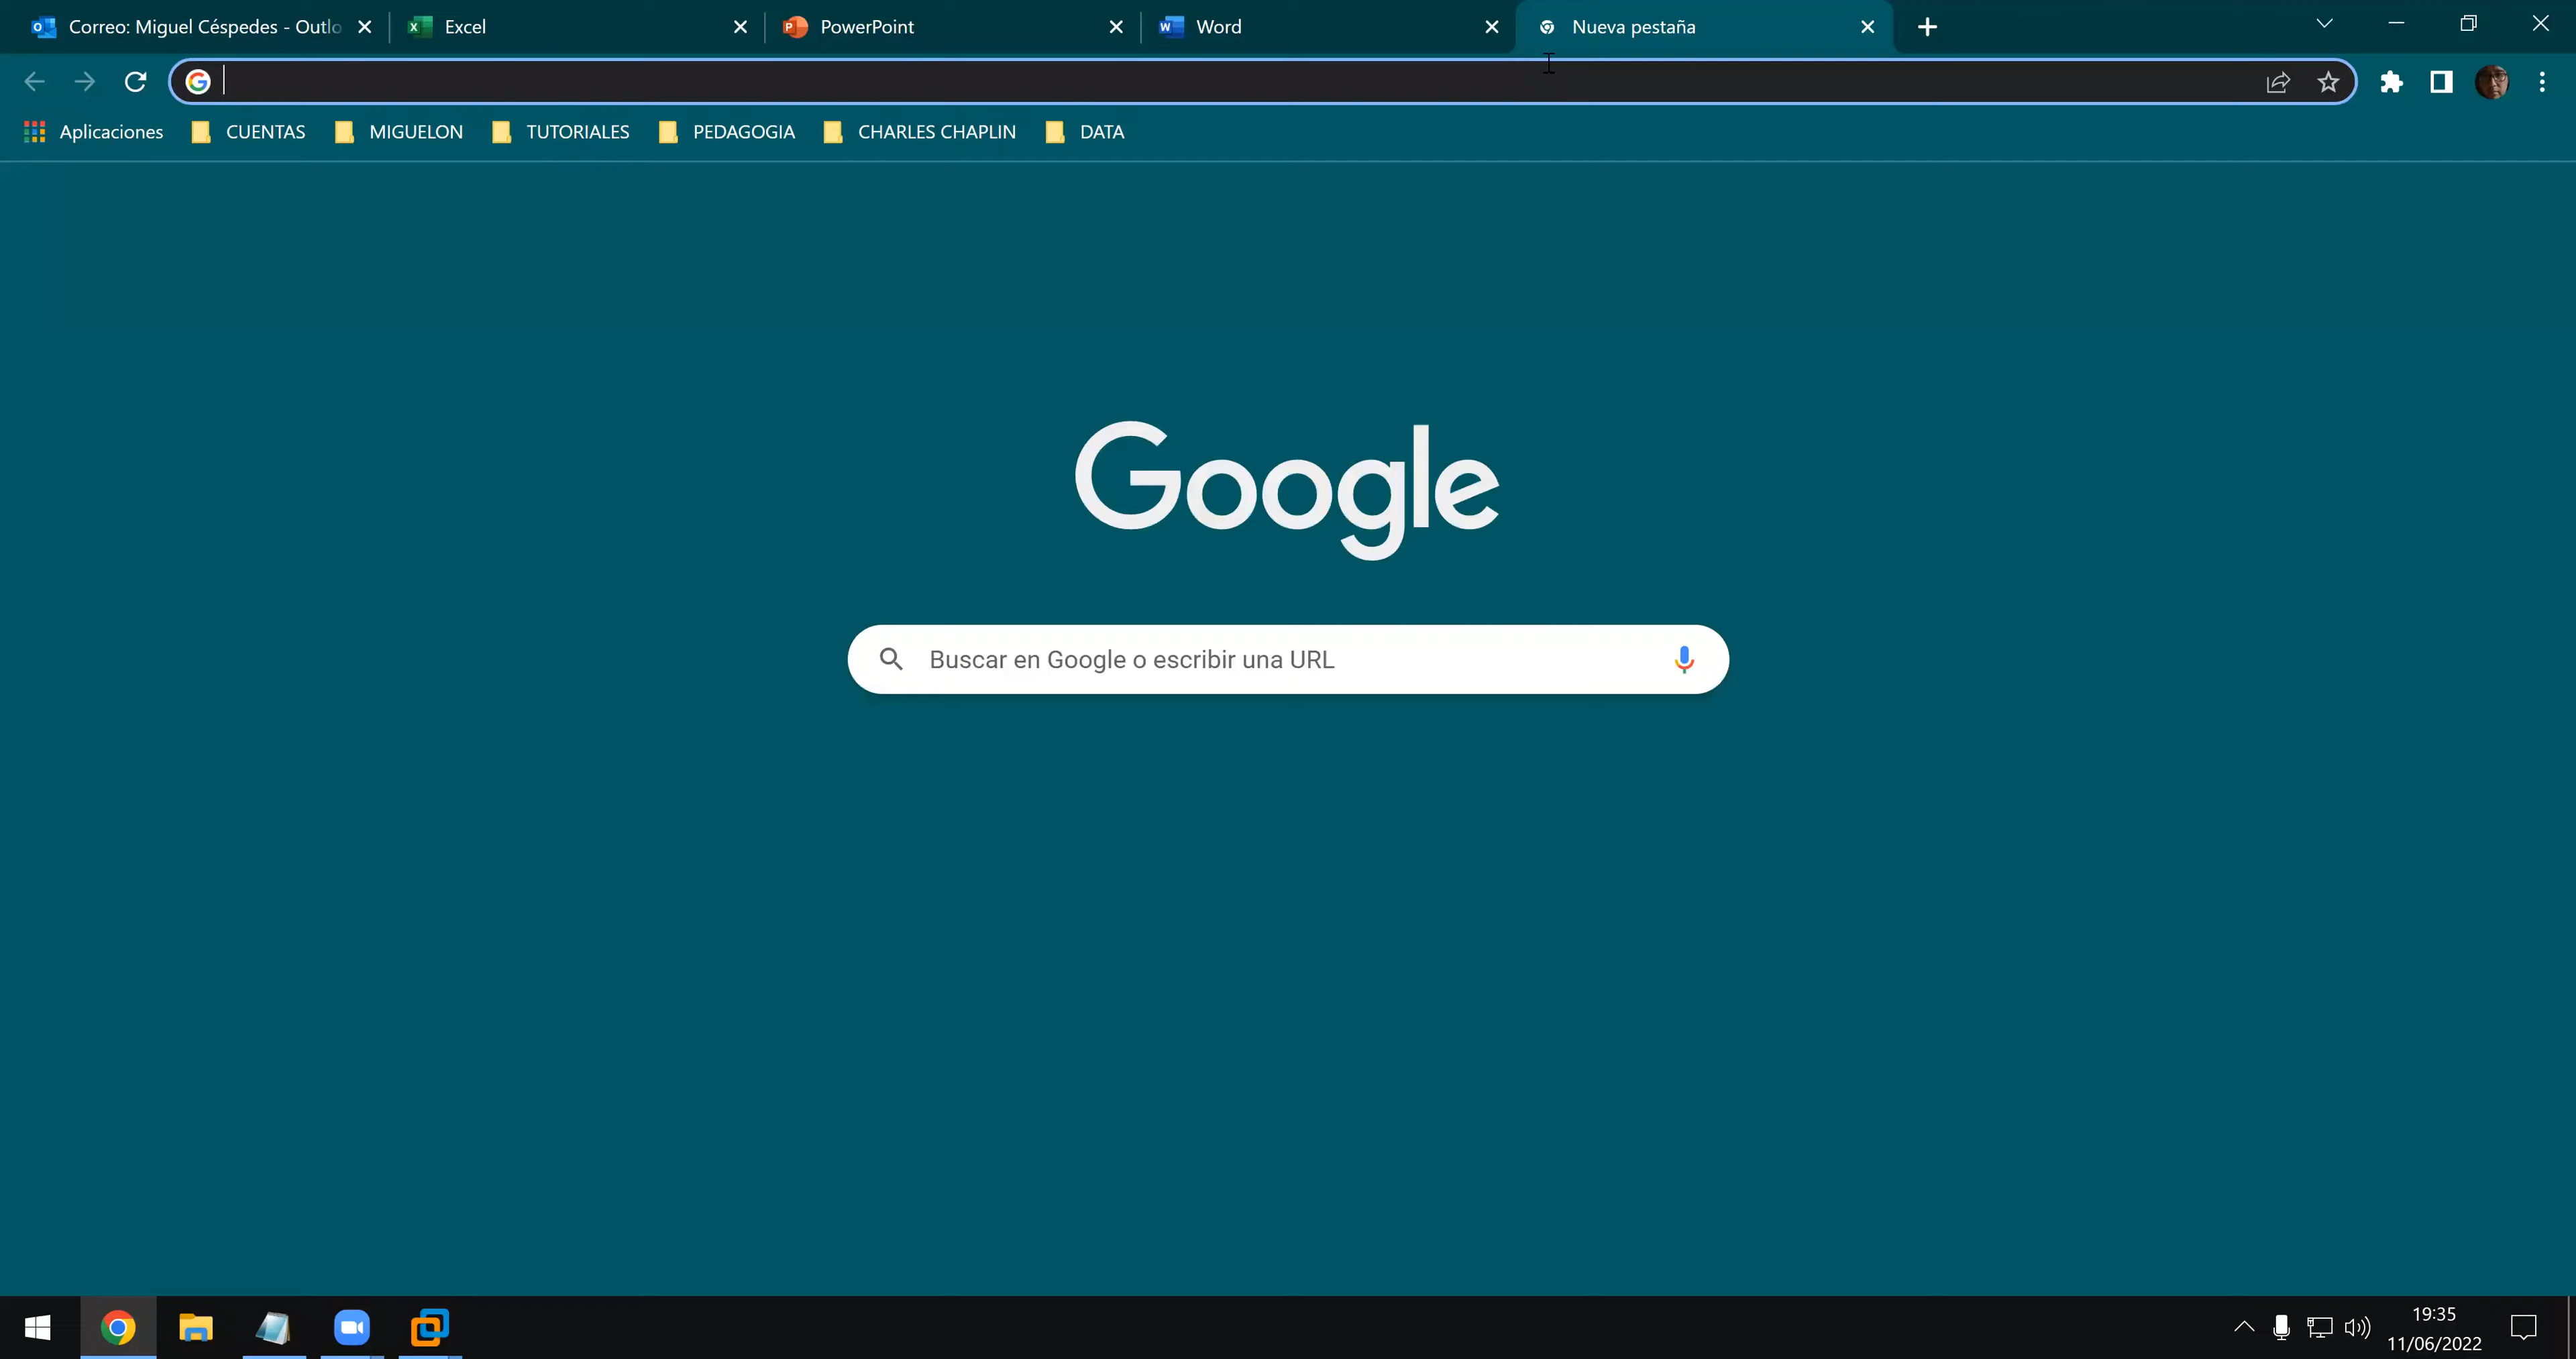 Correo: Miguel Céspedes - Outlo
Excel
PowerPoint
Word
Nueva pestaña
Aplicaciones
CUENTAS
MIGUELON
TUTORIALES
PEDAGOGIA
CHARLES CHAPLIN
DATA
Google
Buscar en Google o escribir una URL
19:35
11/06/2022